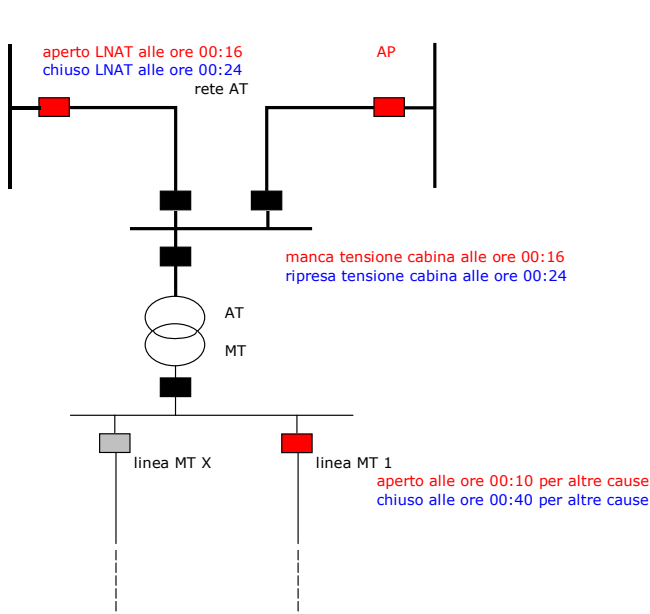 aperto LNAT alle ore 00:16
chiuso LNAT alle ore 00:24
AP
rete AT
manca tensione cabina alle ore 00:16
ripresa tensione cabina alle ore 00:24
AT
MT
linea MT X
linea MT 1
aperto alle ore 00:10 per altre cause
chiuso alle ore 00:40 per altre cause